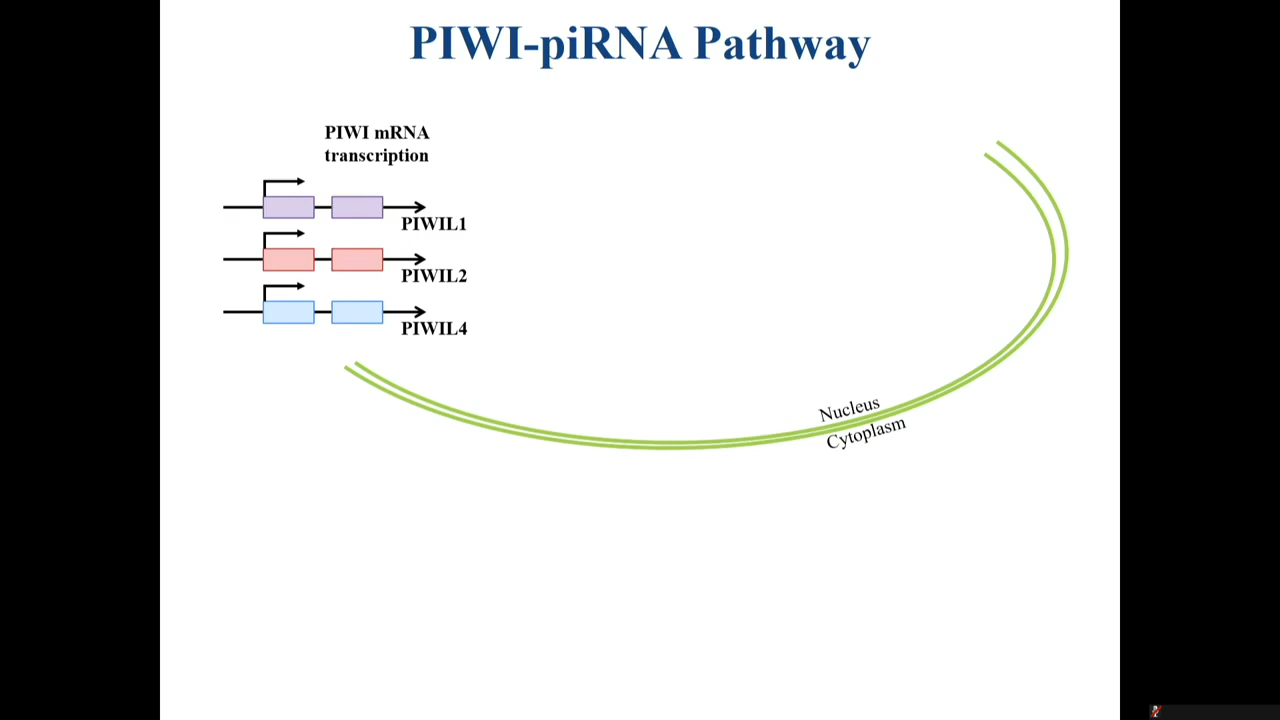 PIWI-piRNA Pathway
PIWI mRNA
transcription
PIWIL1
PIWIL2
PIWIL4
Nucleus
Cytoplasm